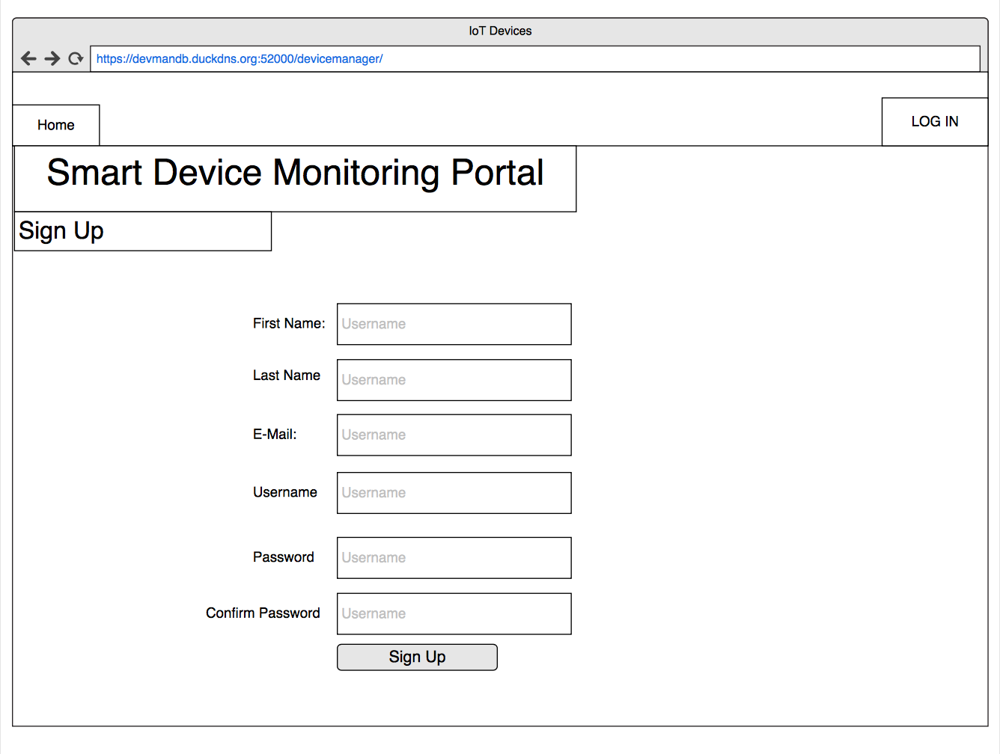 IoT Devices
https://devmandb.duckdns.org:52000/devicemanager/
Home
LOG IN
Smart Device Monitoring Portal
Sign Up
First Name: Username
Last Name Username
E-Mail: Username
Username Username
Password Username
Confirm Password Username
Sign Up